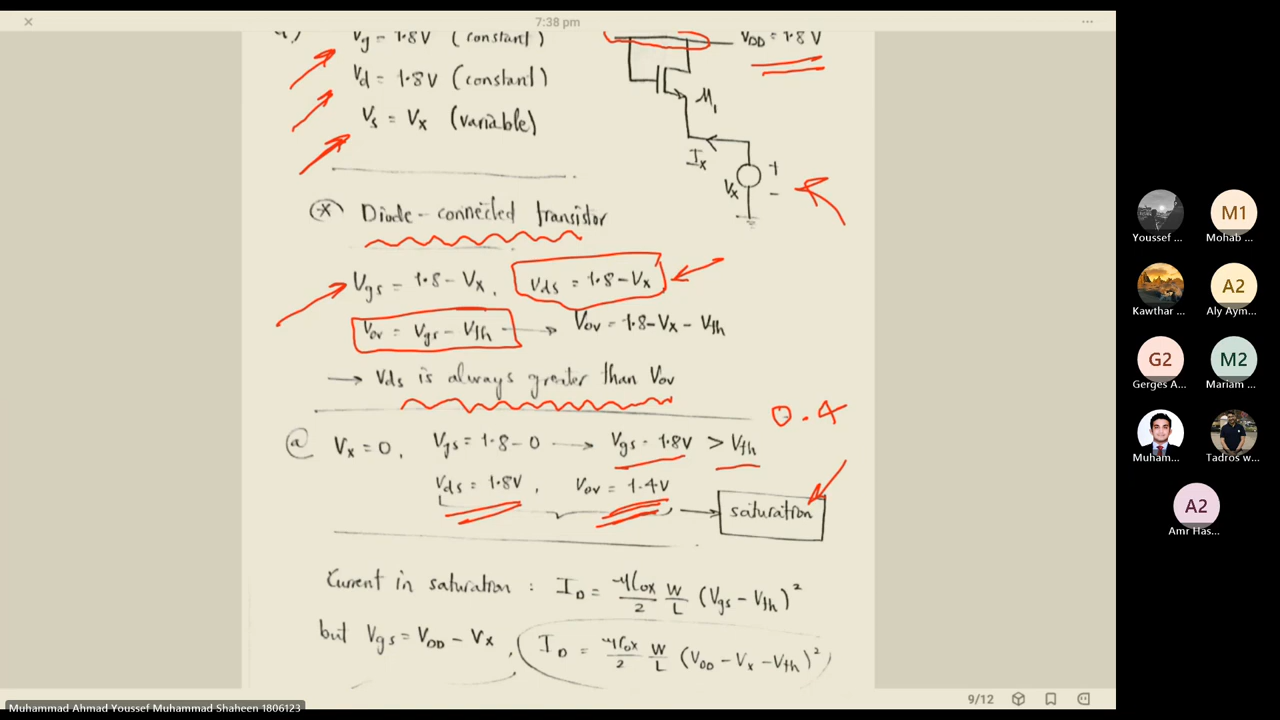 7:38 pm
Vg = 1.8V (constant)
VDD = 1.8 V
Vd = 1.8V (constant)
M1
Vs = Vx (variable)
Ix
Vx
+
-
(*) Diode-connected transistor
Vgs = 1.8 - Vx, Vds = 1.8 - Vx
Vov = Vgs - Vth → Vov = 1.8 - Vx - Vth
→ Vds is always greater than Vov
0.4
@ Vx = 0, Vgs = 1.8 - 0 → Vgs = 1.8V > Vth
Vds = 1.8V, Vov = 1.4V → saturation
Current in saturation : ID = μCox/2 W/L (Vgs - Vth)²
but Vgs = VDD - Vx, ID = μCox/2 W/L (VDD - Vx - Vth)²
9/12
Youssef ...
M1
Mohab ...
Kawthar ...
A2
Aly Aym...
G2
Gerges A...
M2
Mariam ...
Muham...
Tadros w...
A2
Amr Has...
Muhammad Ahmad Youssef Muhammad Shaheen 1806123